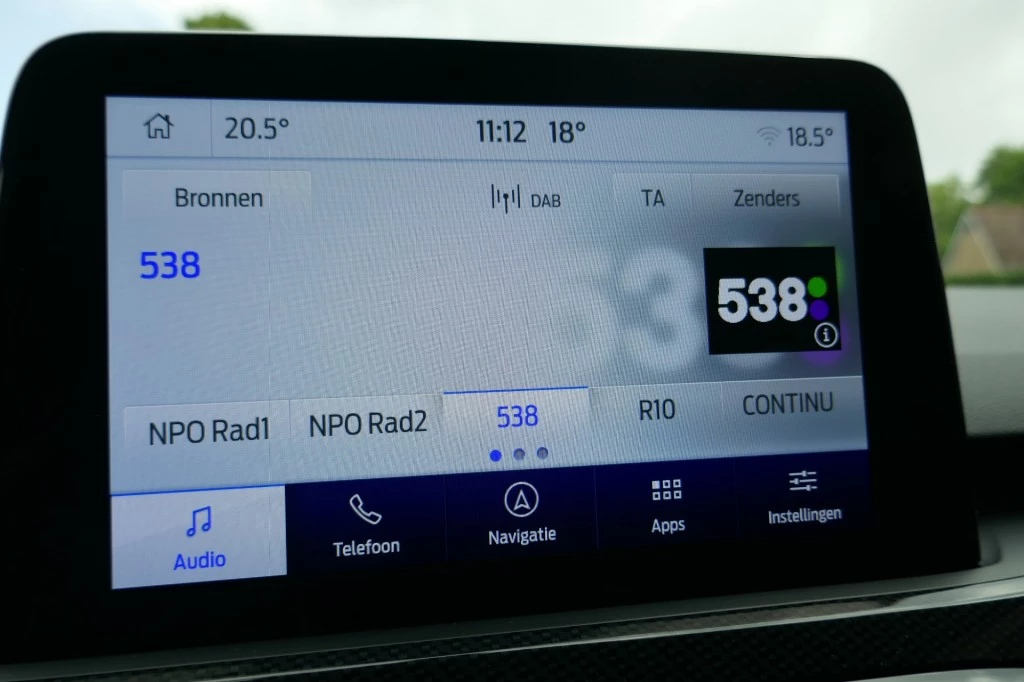 20.5° 11:12 18° 18.5°
Bronnen DAB TA Zenders
538
538
NPO Rad1 NPO Rad2 538 R10 CONTINU
Audio Telefoon Navigatie Apps Instellingen